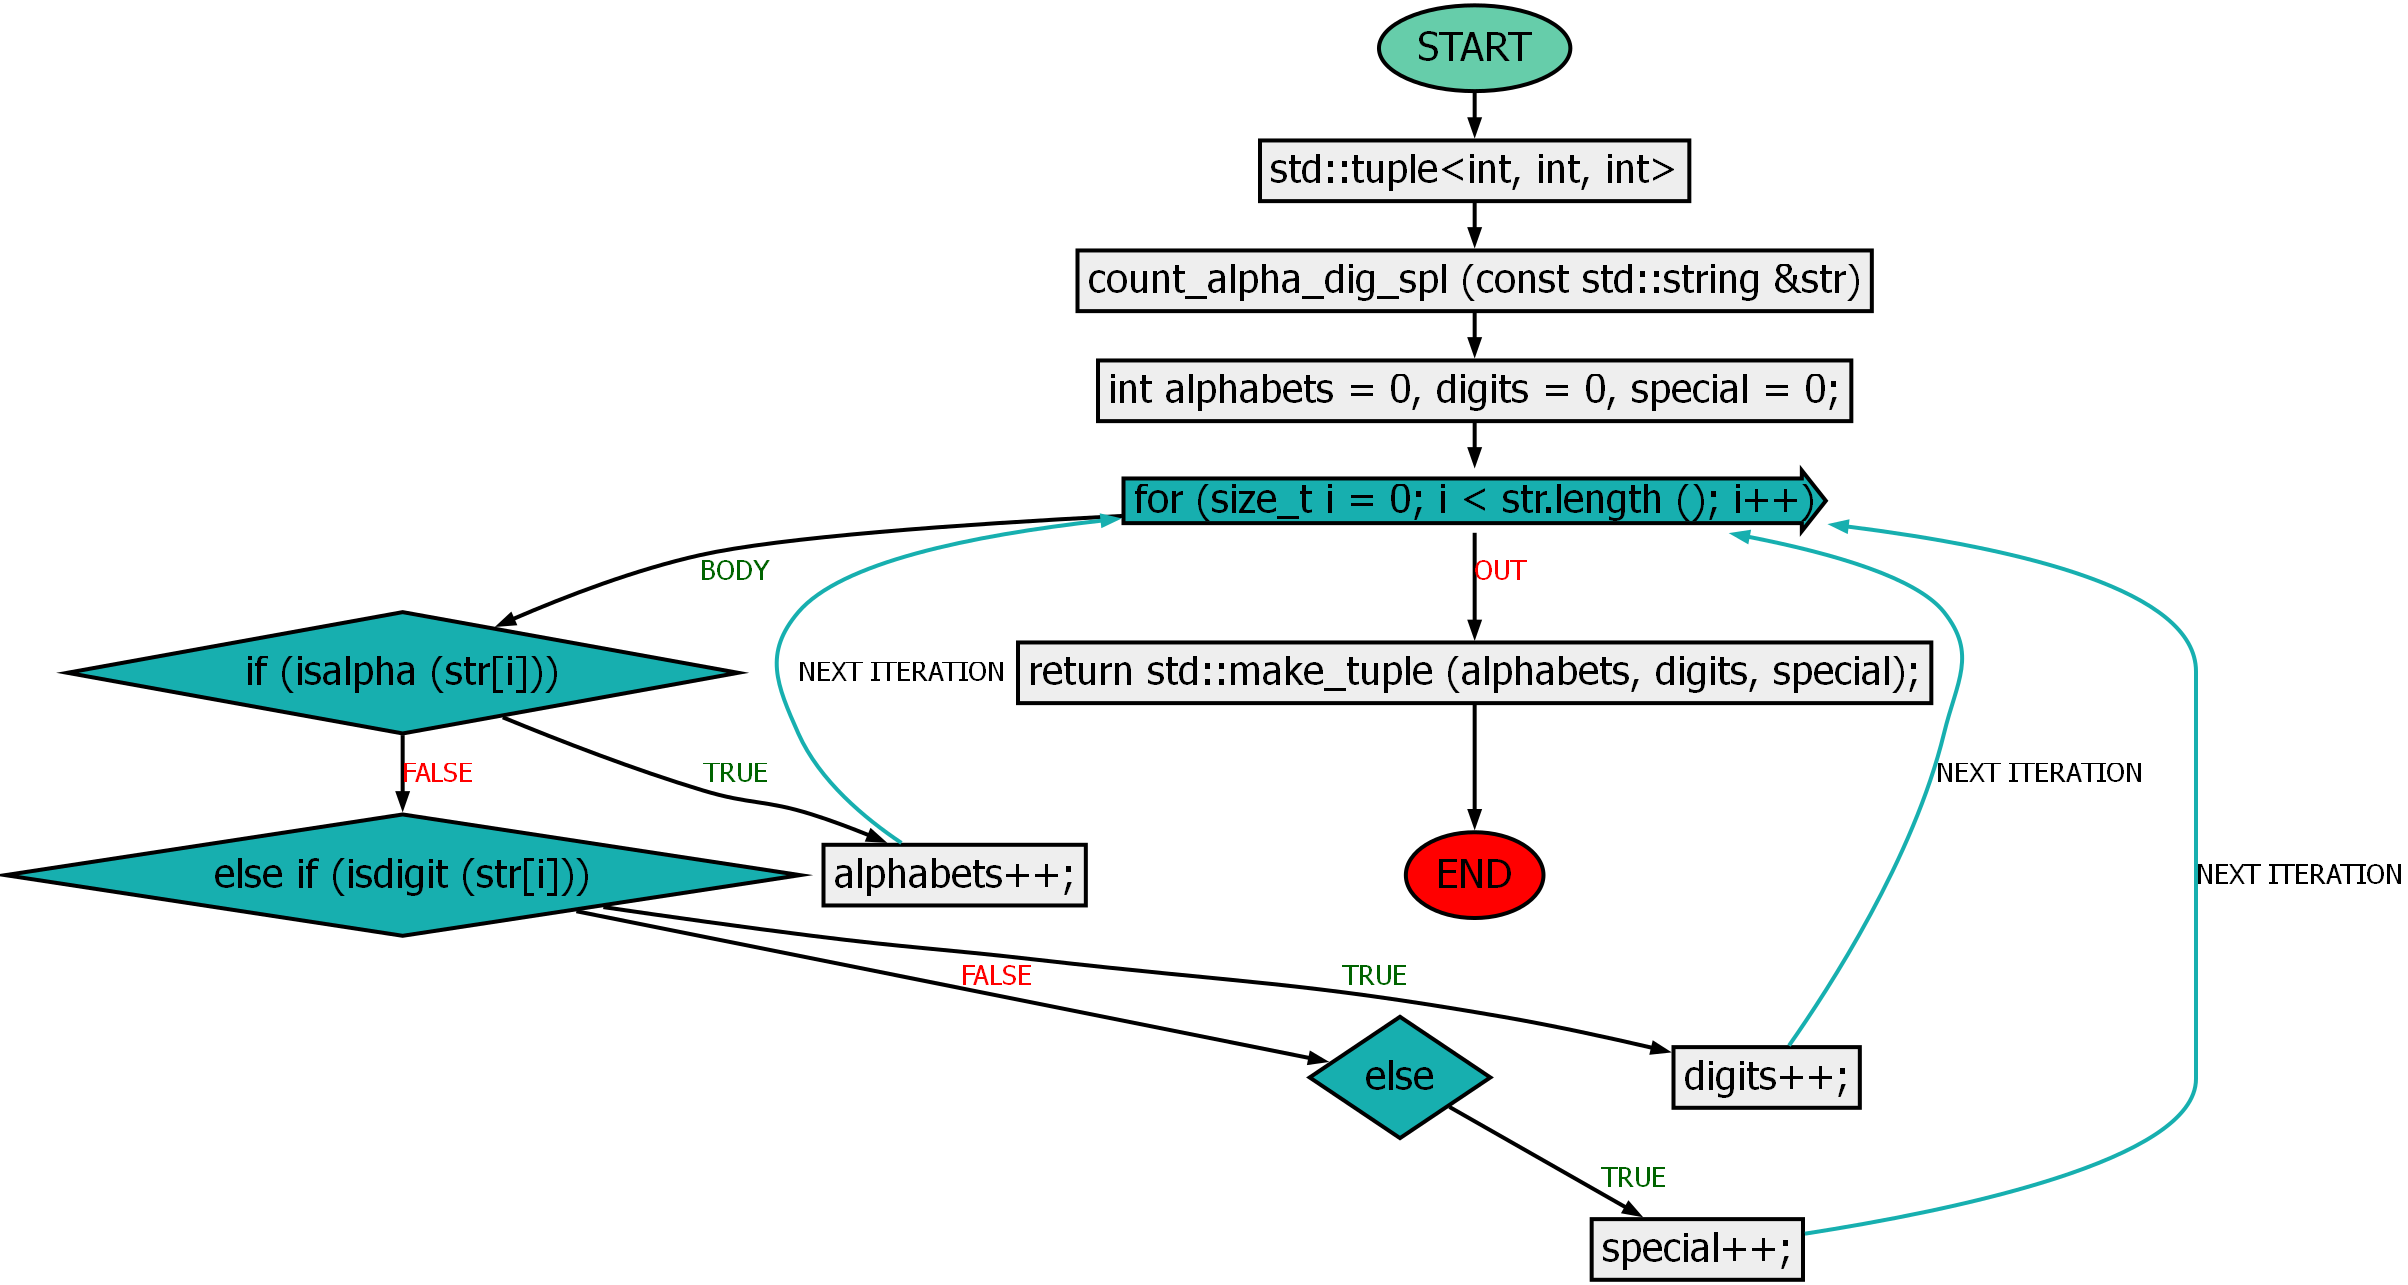 START
std::tuple<int, int, int>
count_alpha_dig_spl (const std::string &str)
int alphabets = 0, digits = 0, special = 0;
for (size_t i = 0; i < str.length (); i++)
BODY
OUT
if (isalpha (str[i]))
NEXT ITERATION
return std::make_tuple (alphabets, digits, special);
FALSE
TRUE
NEXT ITERATION
else if (isdigit (str[i]))
alphabets++;
END
NEXT ITERATION
FALSE
TRUE
else
digits++;
TRUE
special++;